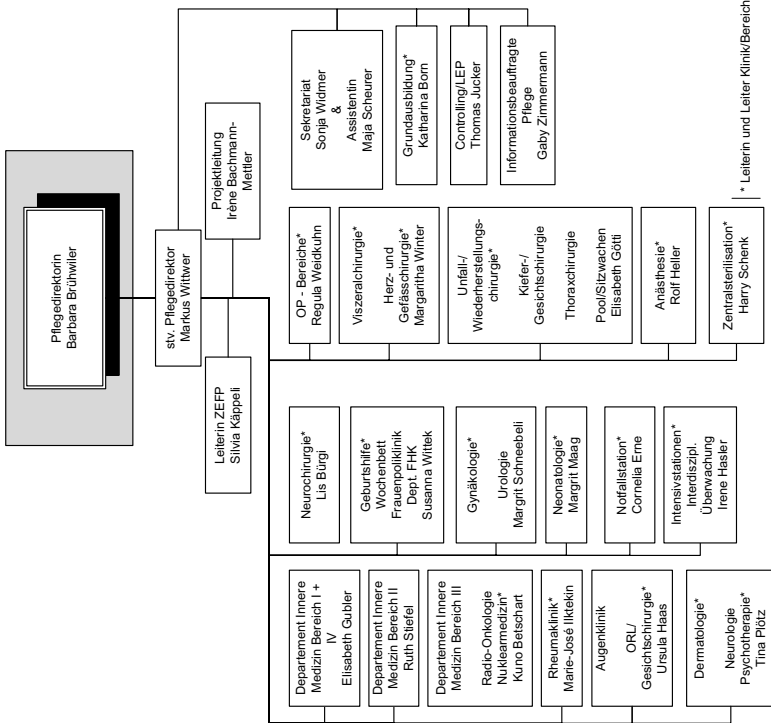 Pflegedirektorin
Barbara Brühwiler
stv. Pflegedirektor
Markus Wittwer
Leiterin ZEFP
Silvia Käppeli
Projektleitung
Irène Bachmann-
Mettler
Departement Innere
Medizin Bereich I +
IV
Elisabeth Gubler
Departement Innere
Medizin Bereich II
Ruth Stiefel
Departement Innere
Medizin Bereich III
Radio-Onkologie
Nuklearmedizin*
Kuno Betschart
Rheumaklinik*
Marie-José Ilktekin
Augenklinik
ORL/
Gesichtschirurgie*
Ursula Haas
Dermatologie*
Neurologie
Psychotherapie*
Tina Plötz
Neurochirurgie*
Lis Bürgi
Geburtshilfe*
Wochenbett
Frauenpoliklinik
Dept. FHK
Susanna Wittek
Gynäkologie*
Urologie
Margrit Schneebeli
Neonatologie*
Margrit Maag
Notfallstation*
Cornelia Erne
Intensivstationen*
Interdiszipl.
Überwachung
Irene Hasler
OP - Bereiche*
Regula Weidkuhn
Viszeralchirurgie*
Herz- und
Gefässchirurgie*
Margaritha Winter
Unfall-/
Wiederherstellungs-
chirurgie*
Kiefer-/
Gesichtschirurgie
Thoraxchirurgie
Pool/Sitzwachen
Elisabeth Götti
Anästhesie*
Rolf Heller
Zentralsterilisation*
Harry Schenk
Sekretariat
Sonja Widmer
&
Assistentin
Maja Scheurer
Grundausbildung*
Katharina Born
Controlling/LEP
Thomas Jucker
Informationsbeauftragte
Pflege
Gaby Zimmermann
* Leiterin und Leiter Klinik/Bereich